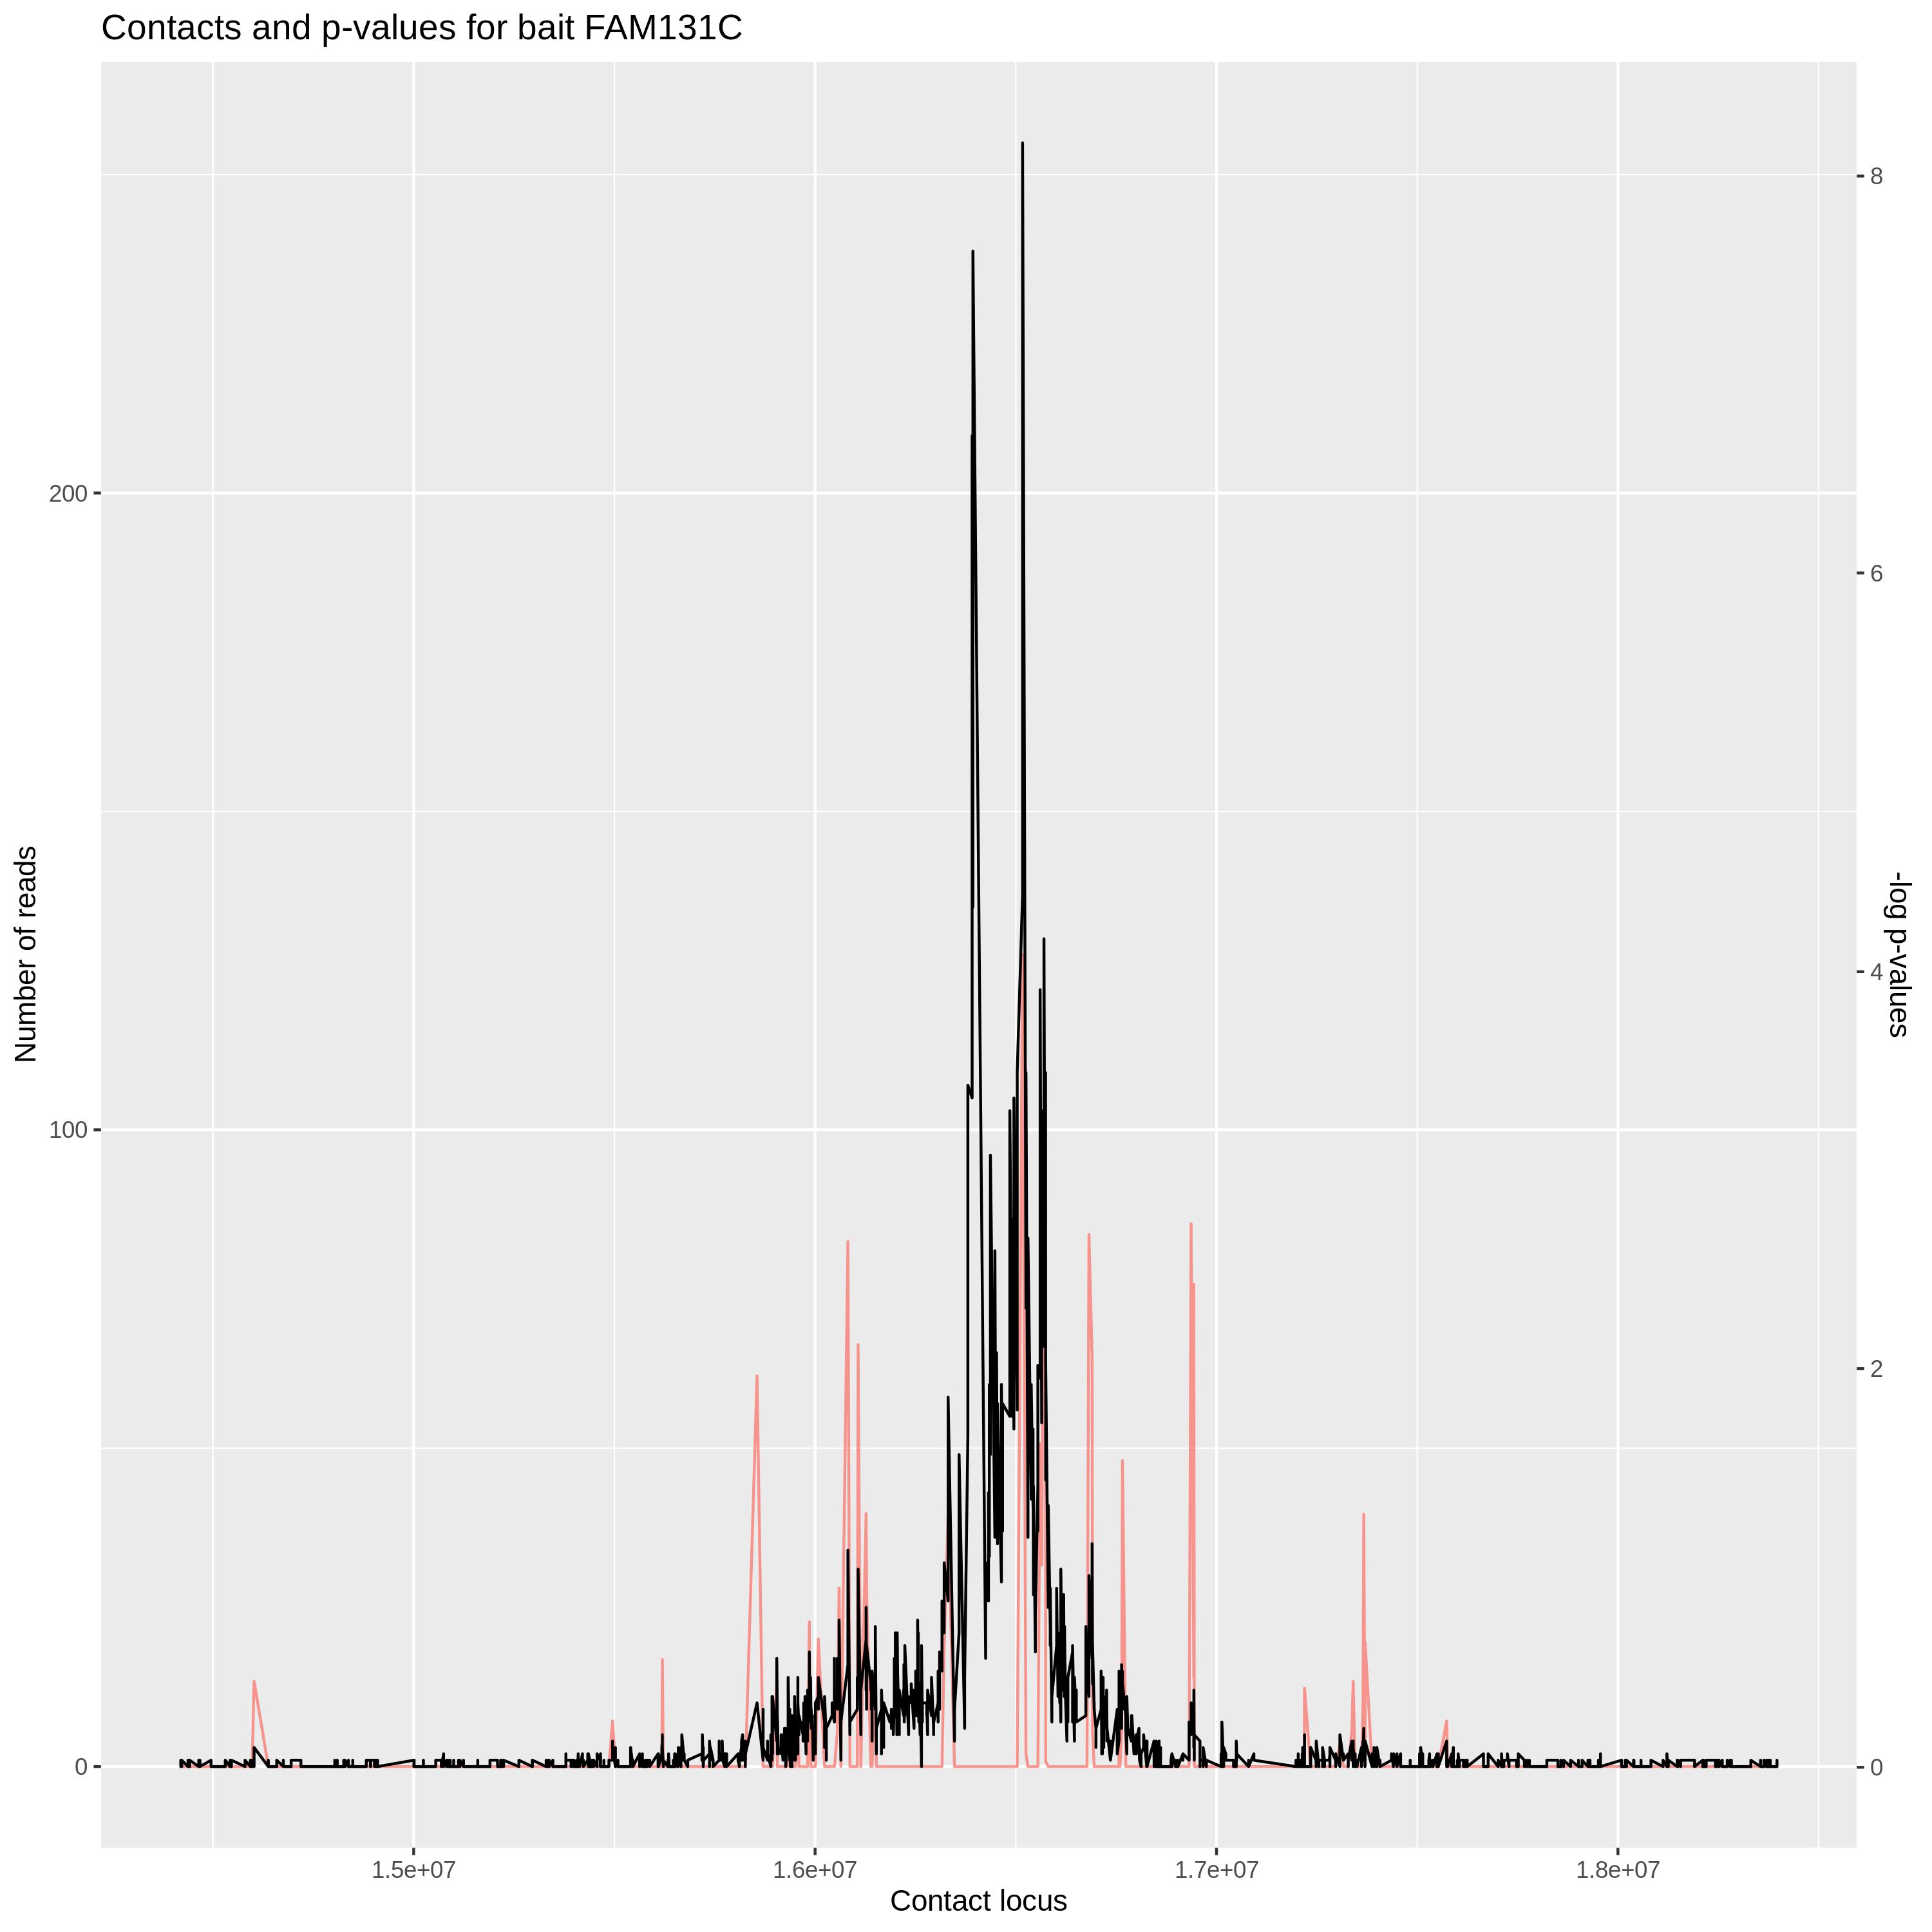 Contacts and p-values for bait FAM131C
Number of reads
200
100
0
8
6
4
2
0
-log p-values
1.5e+07 1.6e+07 1.7e+07 1.8e+07
Contact locus